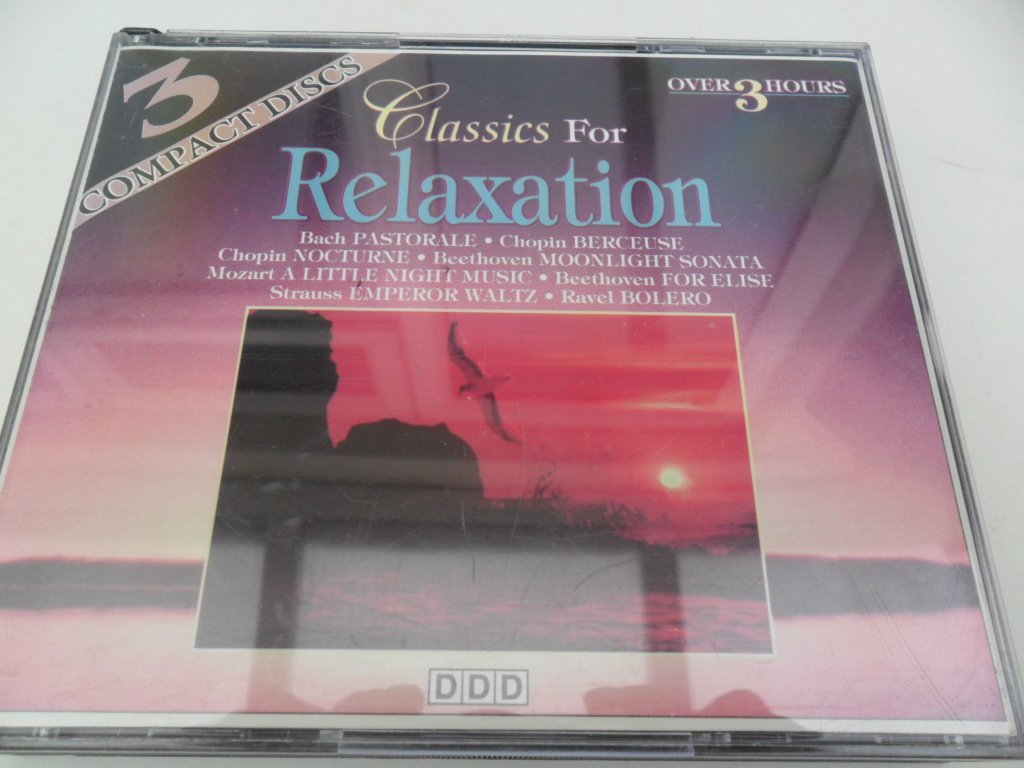 3
COMPACT DISCS
OVER 3 HOURS
Classics For
Relaxation
Bach PASTORALE • Chopin BERCEUSE
Chopin NOCTURNE • Beethoven MOONLIGHT SONATA
Mozart A LITTLE NIGHT MUSIC • Beethoven FOR ELISE
Strauss EMPEROR WALTZ • Ravel BOLERO
DDD